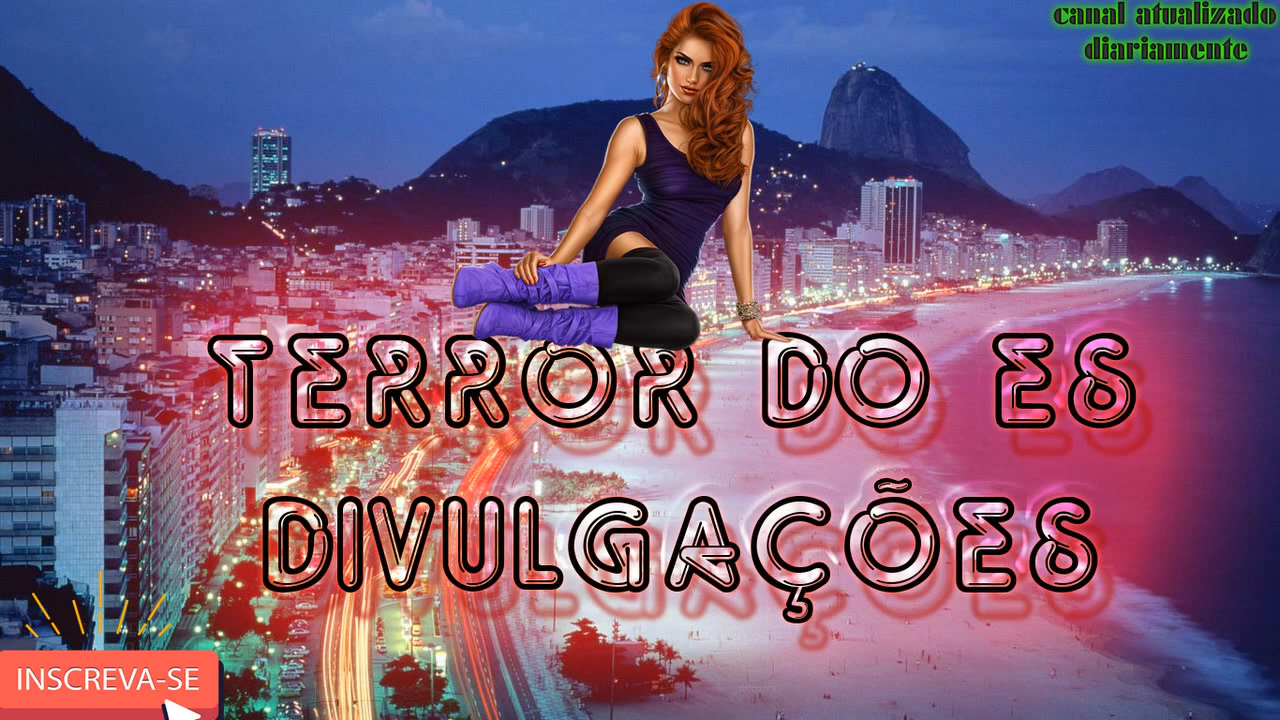 canal atualizado
diariamente
TERROR DO ES
DIVULGAÇÕES
INSCREVA-SE